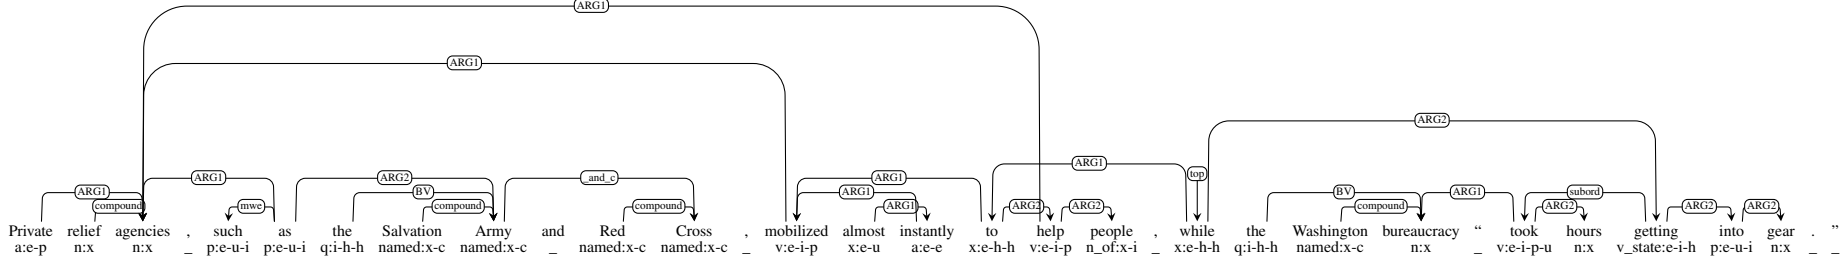 ARG1
ARG1
ARG2
ARG1
top
ARG1 ARG2 _and_c ARG1
ARG1 BV ARG1 BV ARG1 subord
compound mwe compound compound ARG1 ARG2 ARG2 compound ARG2 ARG2 ARG2
Private relief agencies , such as the Salvation Army and Red Cross , mobilized almost instantly to help people , while the Washington bureaucracy “ took hours getting into gear . ”
a:e-p n:x n:x _ p:e-u-i p:e-u-i q:i-h-h named:x-c named:x-c _ named:x-c named:x-c _ v:e-i-p x:e-u a:e-e x:e-h-h v:e-i-p n_of:x-i _ x:e-h-h q:i-h-h named:x-c n:x _ v:e-i-p-u n:x v_state:e-i-h p:e-u-i n:x _ _